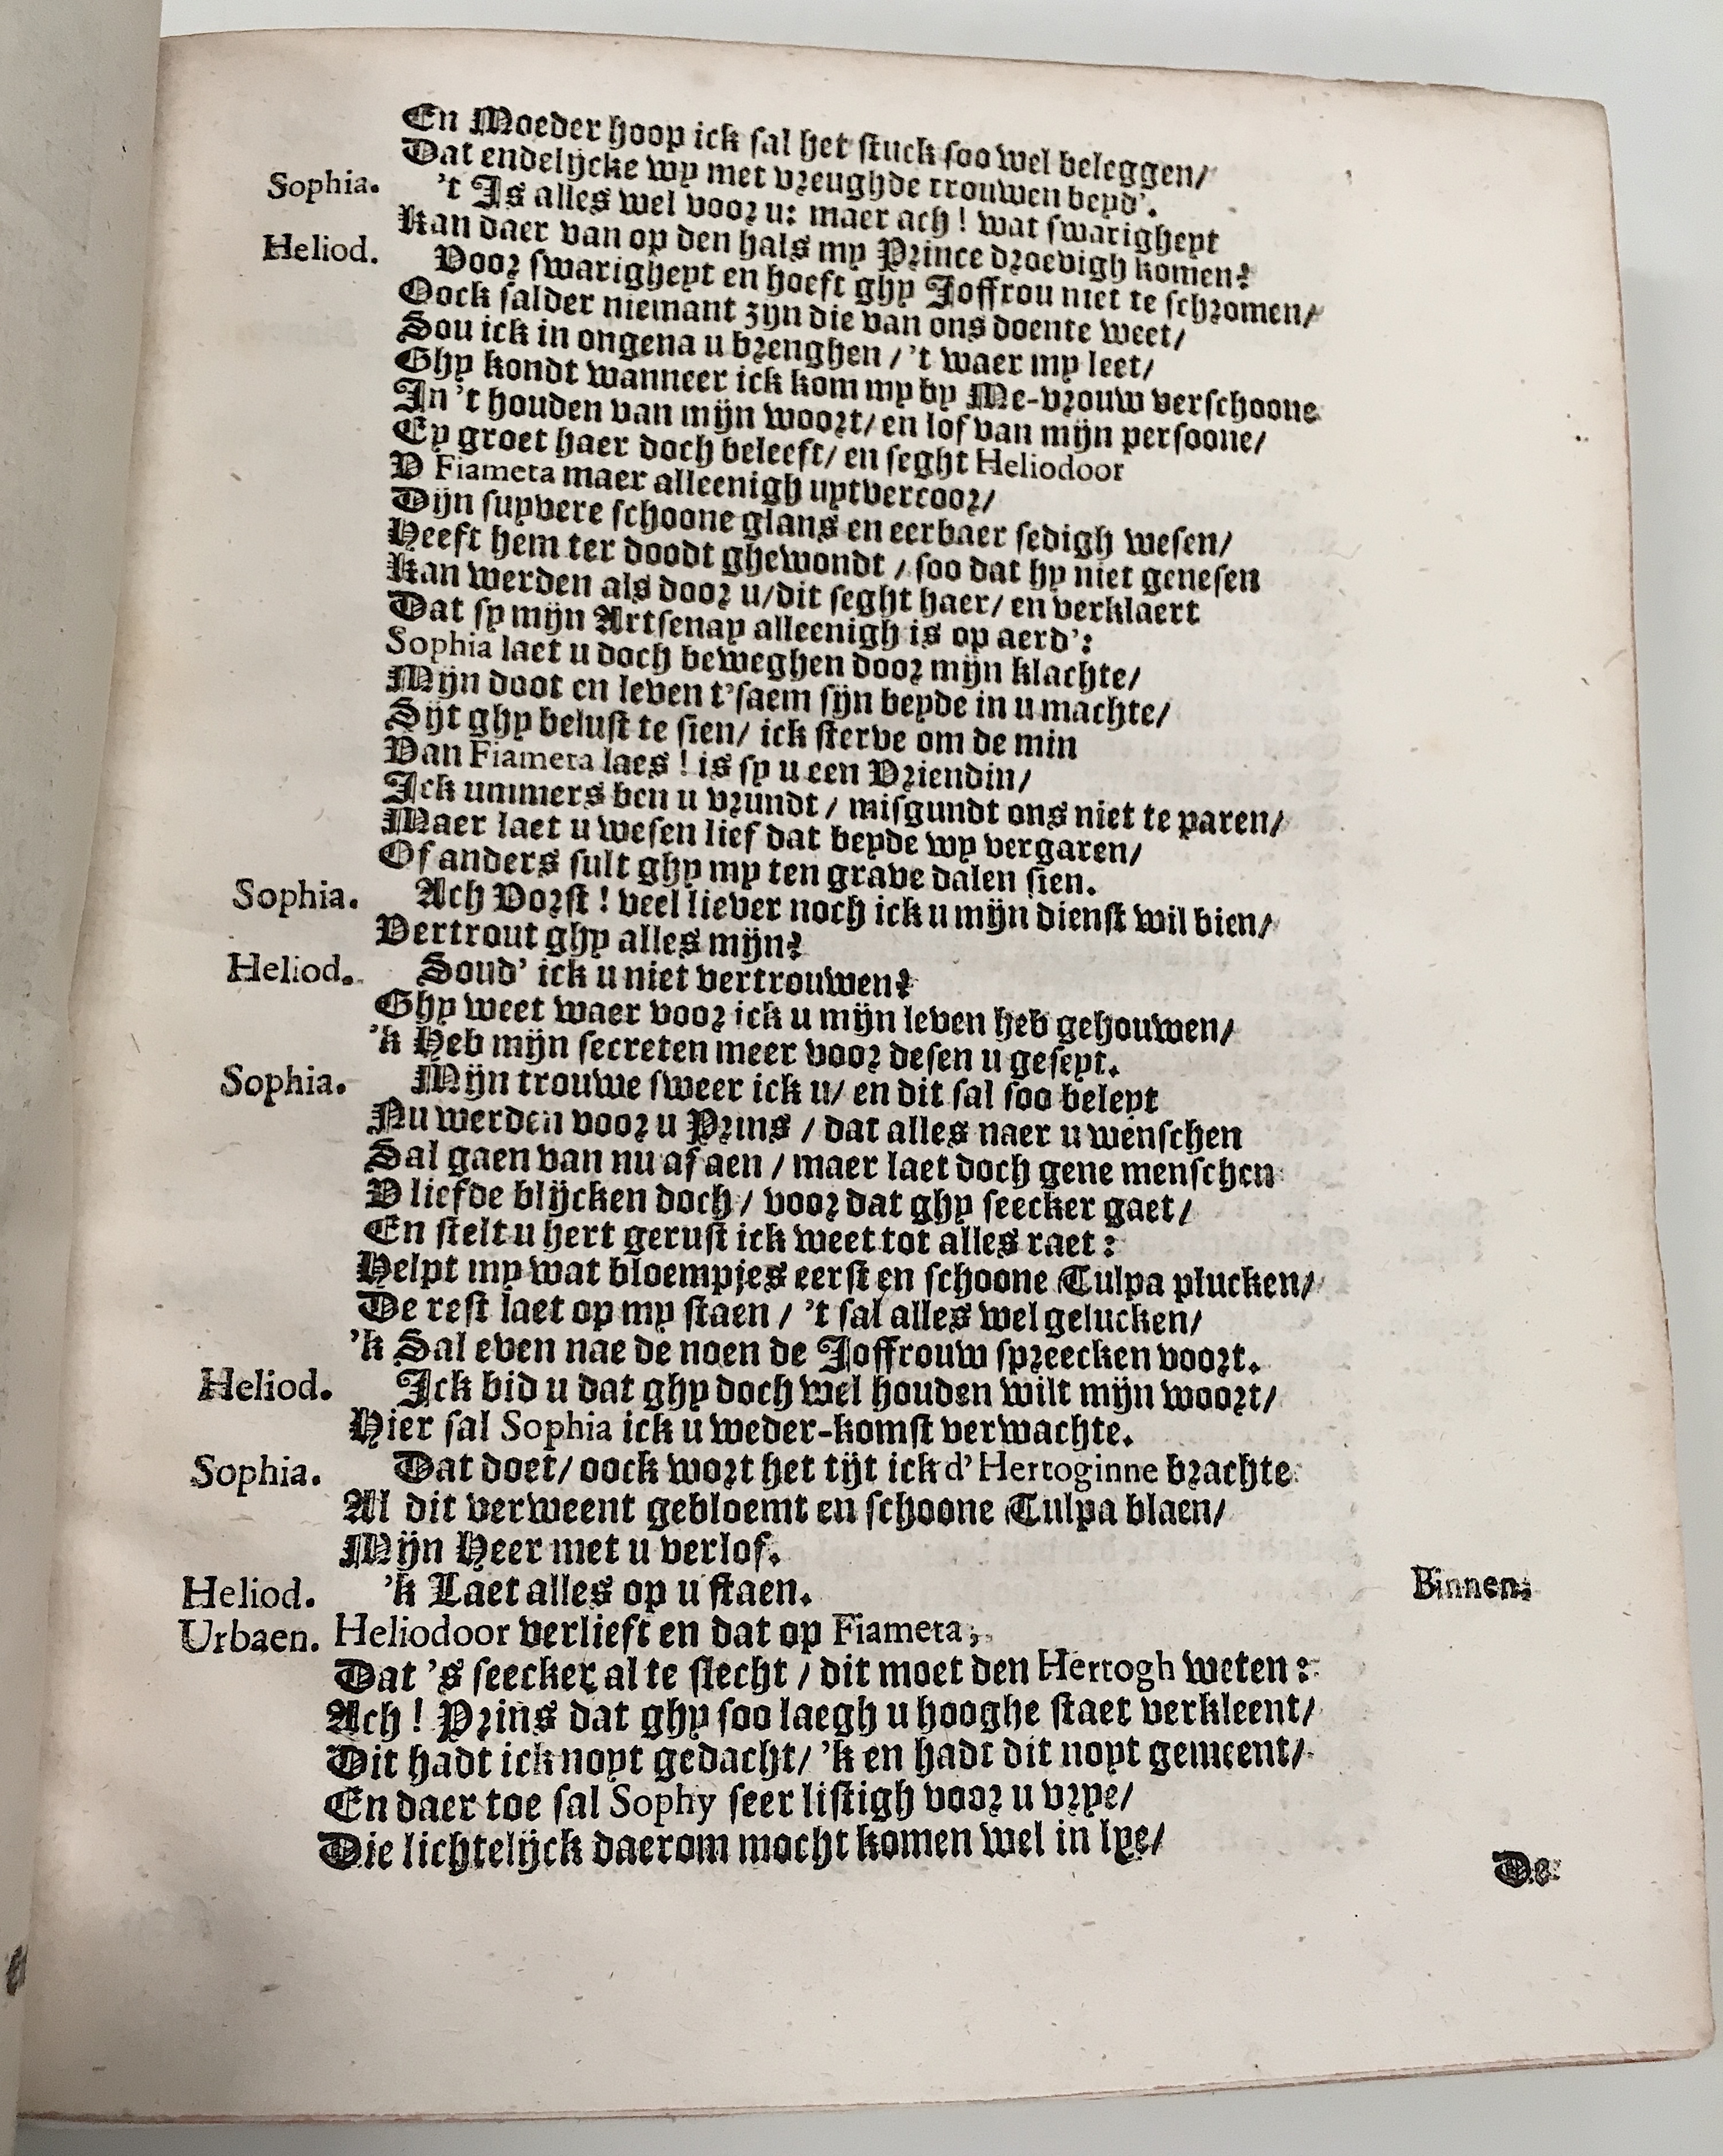 En Moeder hoop ick sal het stuck soo wel beleggen/
Dat endelijcke wy met vreughde trouwen beyd'.
Sophia. 't Is alles wel voor u: maer ach! wat swarigheyt
Kan daer van op den hals my Prince droevigh komen?
Heliod. Voor swarigheyt en hoeft ghy Joffrou niet te schromen/
Oock salder niemant zijn die van ons doente weet/
Sou ick in ongena u brenghen / 't waer my leet/
Ghy kondt wanneer ick kom my by Me-vrouw verschoone
In 't houden van mijn woort/ en lof van mijn persoone/
Ey groet haer doch beleeft/ en seght Heliodoor
V Fiameta maer alleenigh uytvercoor/
Dijn suyvere schoone glans en eerbaer sedigh wesen/
Heeft hem ter doodt ghewondt / soo dat hy niet genesen
Kan werden als door u/ dit seght haer/ en verklaert
Dat sy mijn Artsenay alleenigh is op aerd':
Sophia laet u doch beweghen door mijn klachte/
Mijn doot en leven t'saem sijn beyde in u machte/
Sijt ghy belust te sien/ ick sterve om de min
Van Fiameta laes! is sy u een Vriendin/
Ick ummers ben u vrundt / misgundt ons niet te paren/
Maer laet u wesen lief dat beyde wy vergaren/
Of anders sult ghy my ten grave dalen sien.
Sophia. Ach Vorst! veel liever noch ick u mijn dienst wil bien/
Vertrout ghy alles mijn?
Heliod. Soud' ick u niet vertrouwen?
Ghy weet waer voor ick u mijn leven heb gehouwen/
'k Heb mijn secreten meer voor desen u geseyt.
Sophia. Mijn trouwe sweer ick u/ en dit sal soo beleyt
Nu werden voor u Prins / dat alles naer u wenschen
Sal gaen van nu af aen / maer laet doch gene menschen
V liefde blijcken doch/ voor dat ghy seecker gaet/
En stelt u hert gerust ick weet tot alles raet:
Helpt my wat bloempjes eerst en schoone Tulpa plucken/
De rest laet op my staen / 't sal alles wel gelucken/
'k Sal even nae de noen de Joffrouw spreecken voort.
Heliod. Ick bid u dat ghy doch wel houden wilt mijn woort/
Hier sal Sophia ick u weder-komst verwachte.
Sophia. Dat doet/ oock wort het tijt ick d' Hertoginne brachte
Al dit verweent gebloemt en schoone Tulpa blaen/
Mijn Heer met u verlof.
Heliod. 'k Laet alles op u staen. Binnen.
Urbaen. Heliodoor verlieft en dat op Fiameta,
Dat 's seecker al te slecht / dit moet den Hertogh weten:
Ach! Prins dat ghy soo laegh u hooghe staet verkleent/
Dit hadt ick noyt gedacht/ 'k en hadt dit noyt gemeent/
En daer toe sal Sophy seer listigh voor u vrye/
Die lichtelijck daerom mocht komen wel in lye/
De